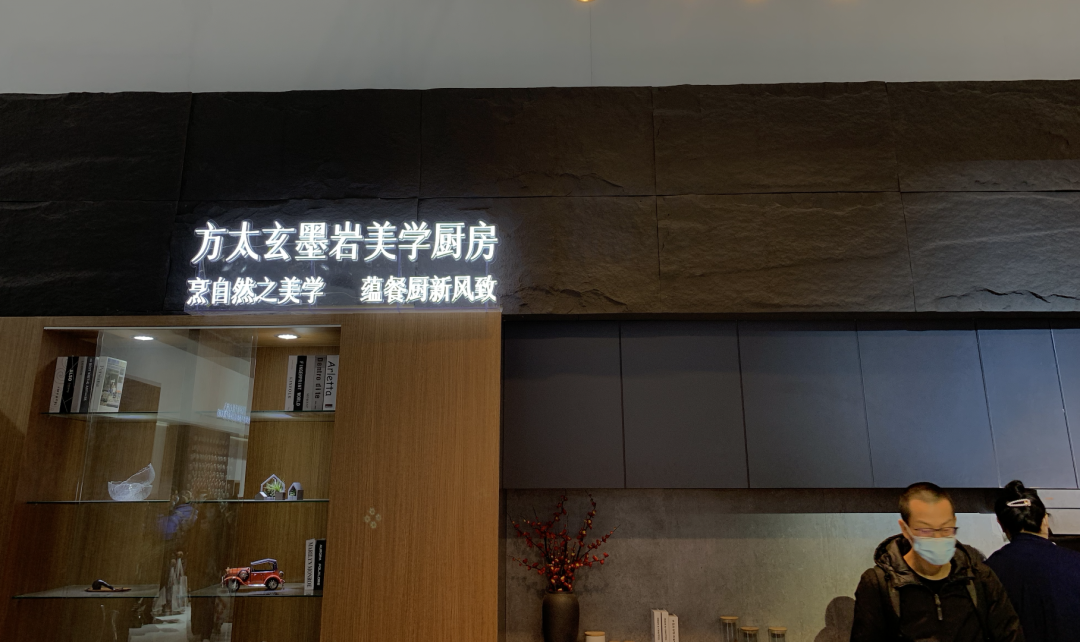 方太玄墨岩美学厨房
烹自然之美学 蕴餐厨新风致
Arletta